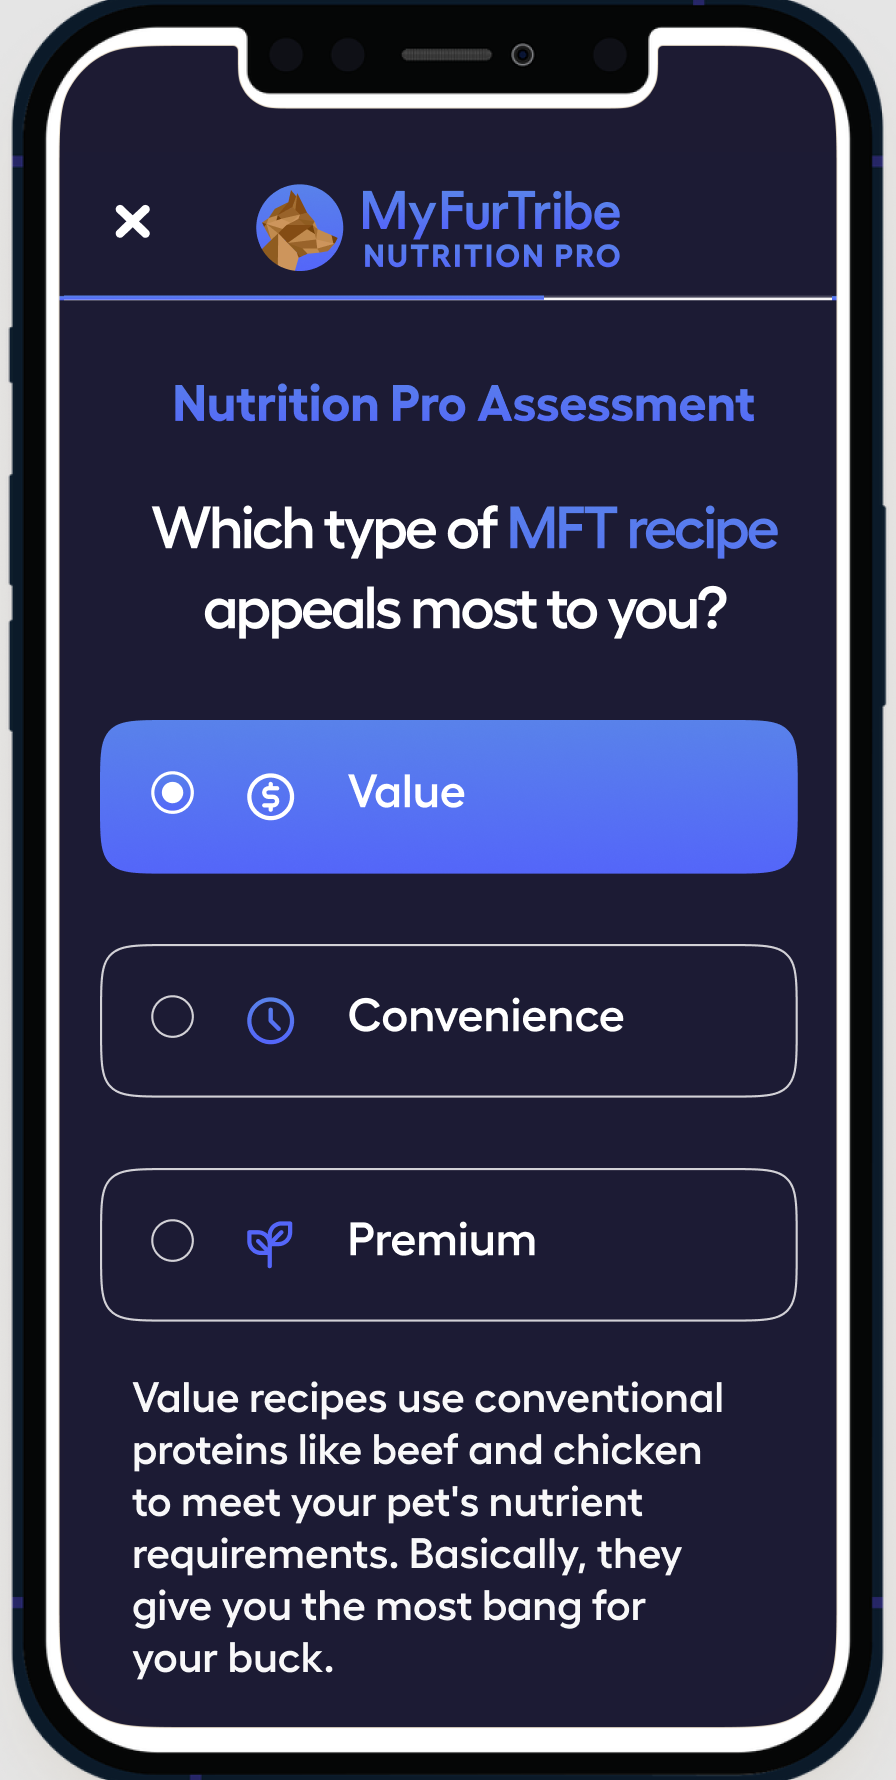 MyFurTribe
NUTRITION PRO
Nutrition Pro Assessment
Which type of MFT recipe
appeals most to you?
Value
Convenience
Premium
Value recipes use conventional
proteins like beef and chicken
to meet your pet's nutrient
requirements. Basically, they
give you the most bang for
your buck.